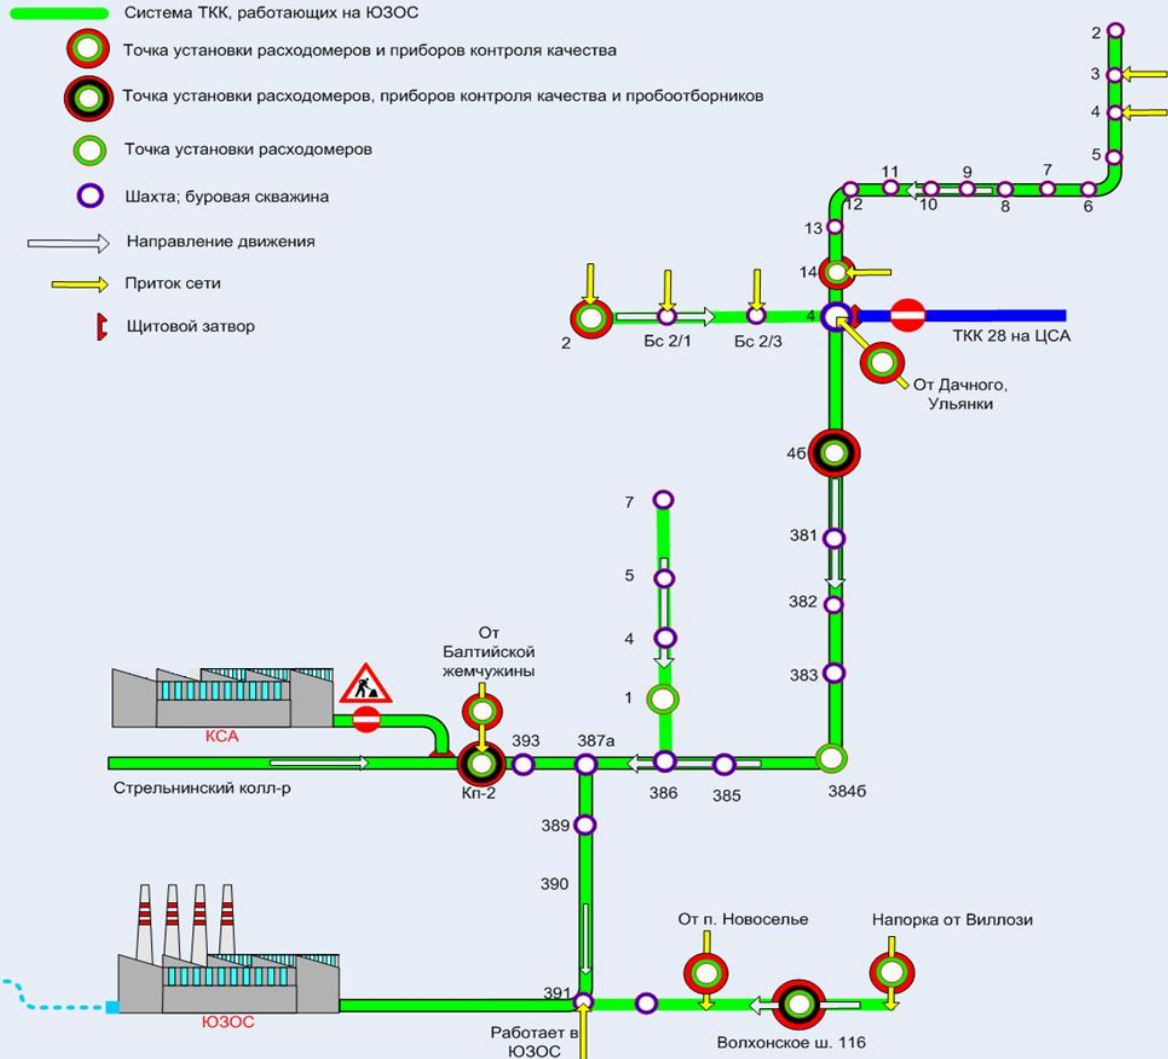 Система ТКК, работающих на ЮЗОС
Точка установки расходомеров и приборов контроля качества
Точка установки расходомеров, приборов контроля качества и пробоотборников
Точка установки расходомеров
Шахта; буровая скважина
Направление движения
Приток сети
Щитовой затвор
2
3
4
5
11
9
7
12
10
8
6
13
14
4
2
Бс 2/1
Бс 2/3
ТКК 28 на ЦСА
От Дачного,
Ульянки
4б
7
381
5
382
4
383
1
От
Балтийской
жемчужины
КСА
393
387а
Стрельнинский колл-р
Кп-2
386
385
384б
389
390
От п. Новоселье
Напорка от Виллози
391
ЮЗОС
Работает в
ЮЗОС
Волхонское ш. 116